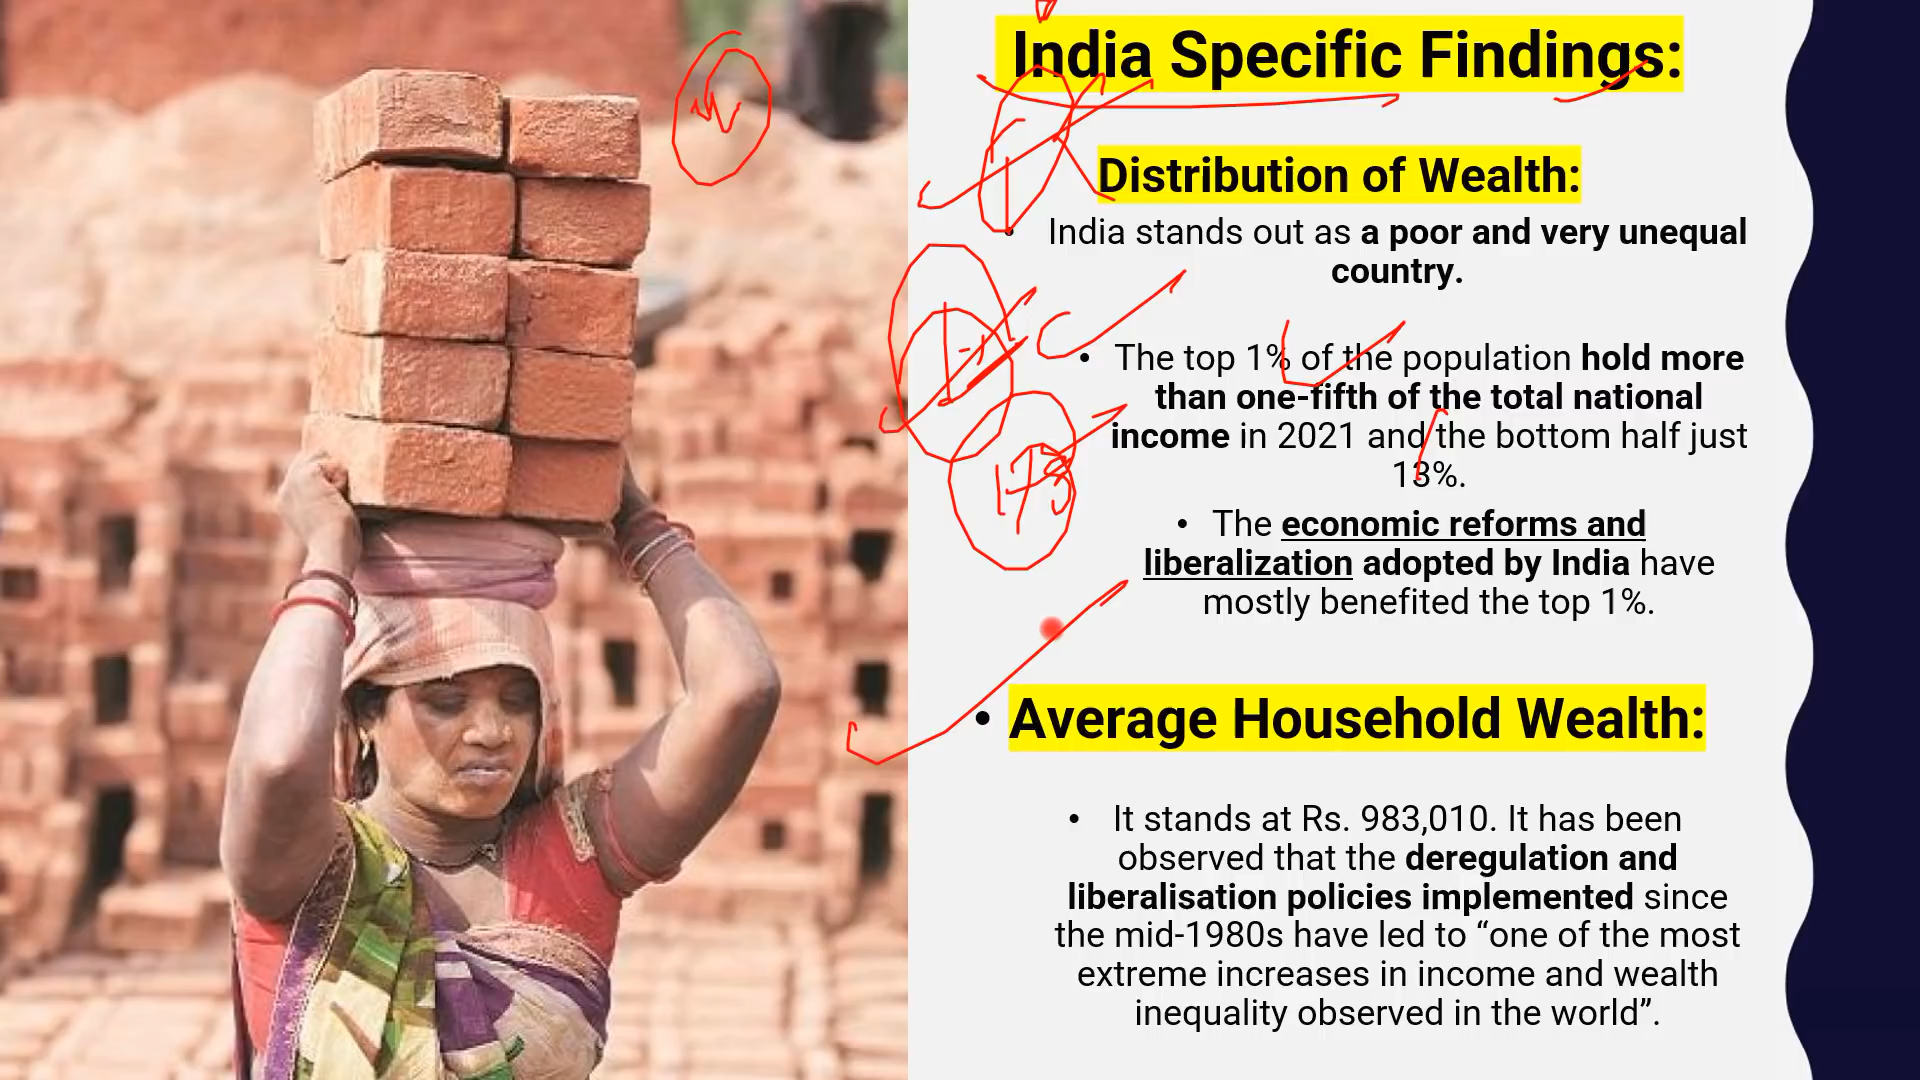 India Specific Findings:
Distribution of Wealth:
• India stands out as a poor and very unequal
country.
• The top 1% of the population hold more
than one-fifth of the total national
income in 2021 and the bottom half just
13%.
• The economic reforms and
liberalization adopted by India have
mostly benefited the top 1%.
• Average Household Wealth:
• It stands at Rs. 983,010. It has been
observed that the deregulation and
liberalisation policies implemented since
the mid-1980s have led to “one of the most
extreme increases in income and wealth
inequality observed in the world”.